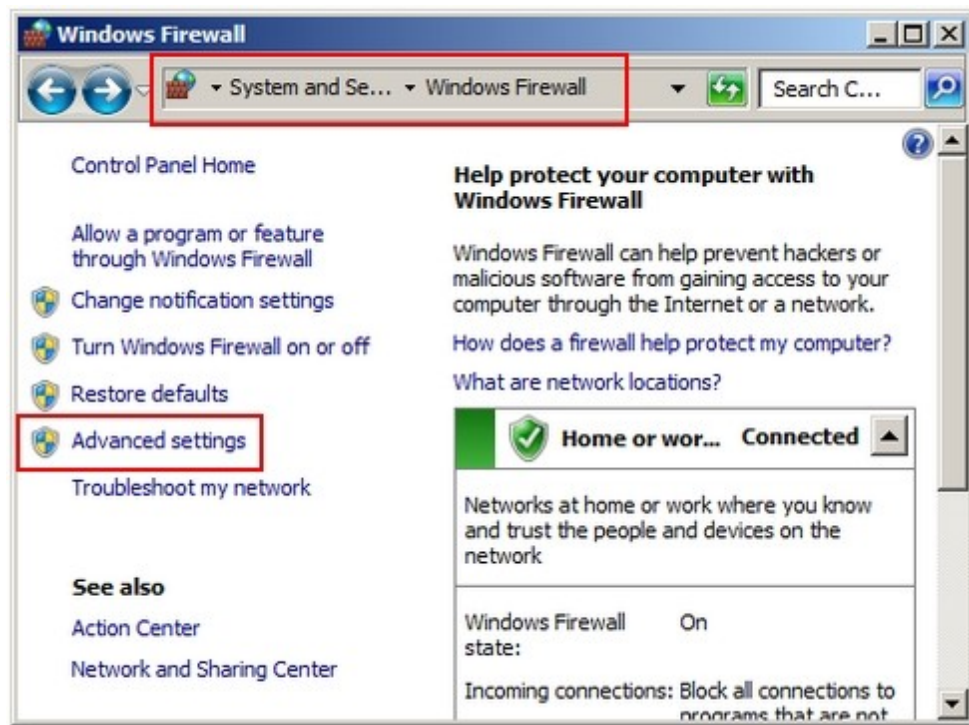 Windows Firewall
System and Se... Windows Firewall
Search C...
Control Panel Home
Allow a program or feature
through Windows Firewall
Change notification settings
Turn Windows Firewall on or off
Restore defaults
Advanced settings
Troubleshoot my network
See also
Action Center
Network and Sharing Center
Help protect your computer with
Windows Firewall
Windows Firewall can help prevent hackers or
malicious software from gaining access to your
computer through the Internet or a network.
How does a firewall help protect my computer?
What are network locations?
Home or wor... Connected
Networks at home or work where you know
and trust the people and devices on the
network
Windows Firewall On
state:
Incoming connections: Block all connections to
programs that are not